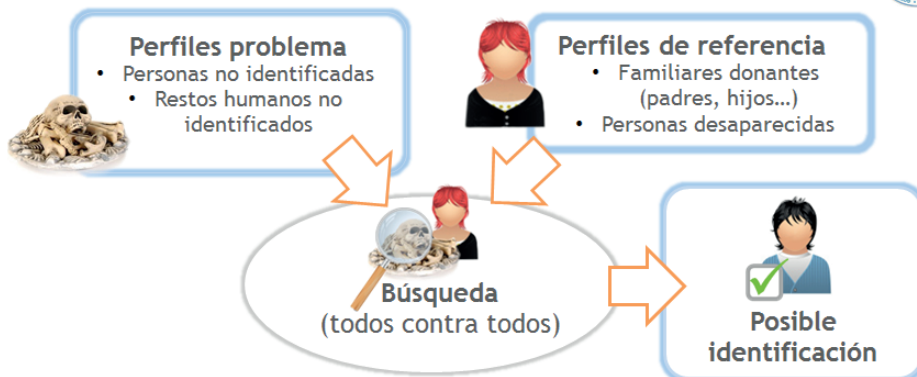 Perfiles problema
• Personas no identificadas
• Restos humanos no
identificados
Perfiles de referencia
• Familiares donantes
(padres, hijos...)
• Personas desaparecidas
Búsqueda
(todos contra todos)
Posible
identificación